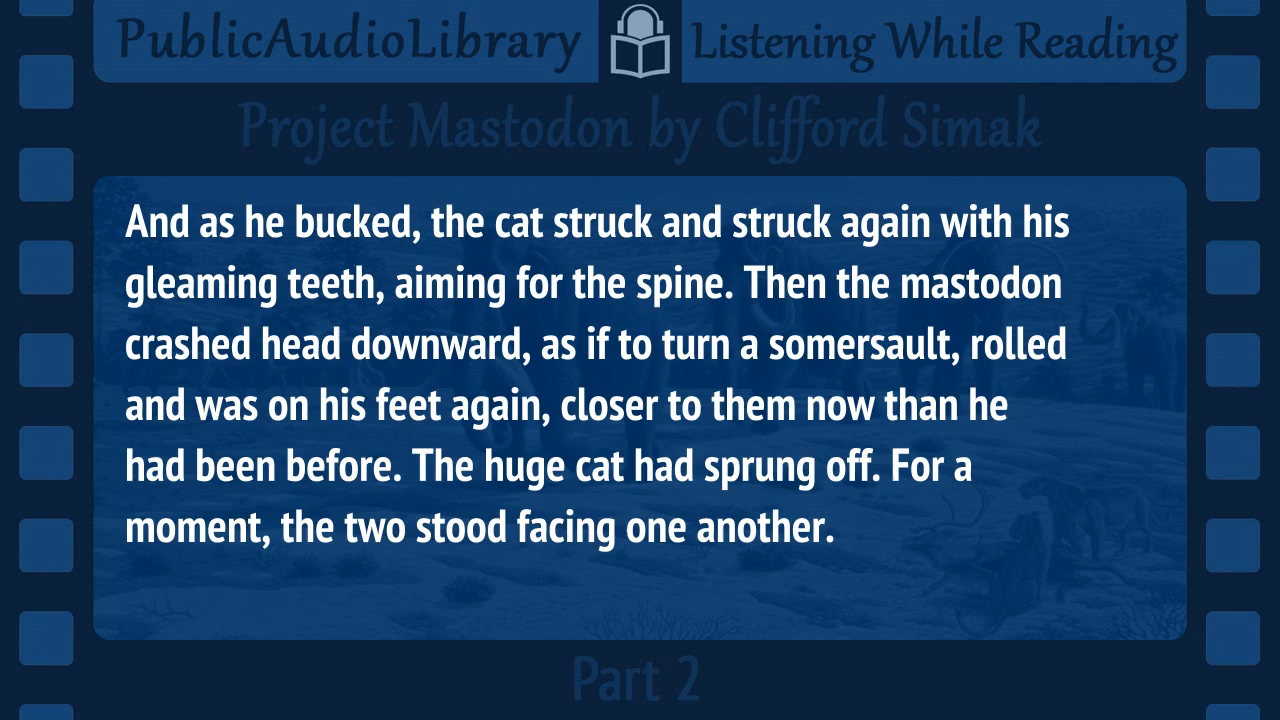 PublicAudioLibrary Listening While Reading
Project Mastodon by Clifford Simak
And as he bucked, the cat struck and struck again with his
gleaming teeth, aiming for the spine. Then the mastodon
crashed head downward, as if to turn a somersault, rolled
and was on his feet again, closer to them now than he
had been before. The huge cat had sprung off. For a
moment, the two stood facing one another.
Part 2